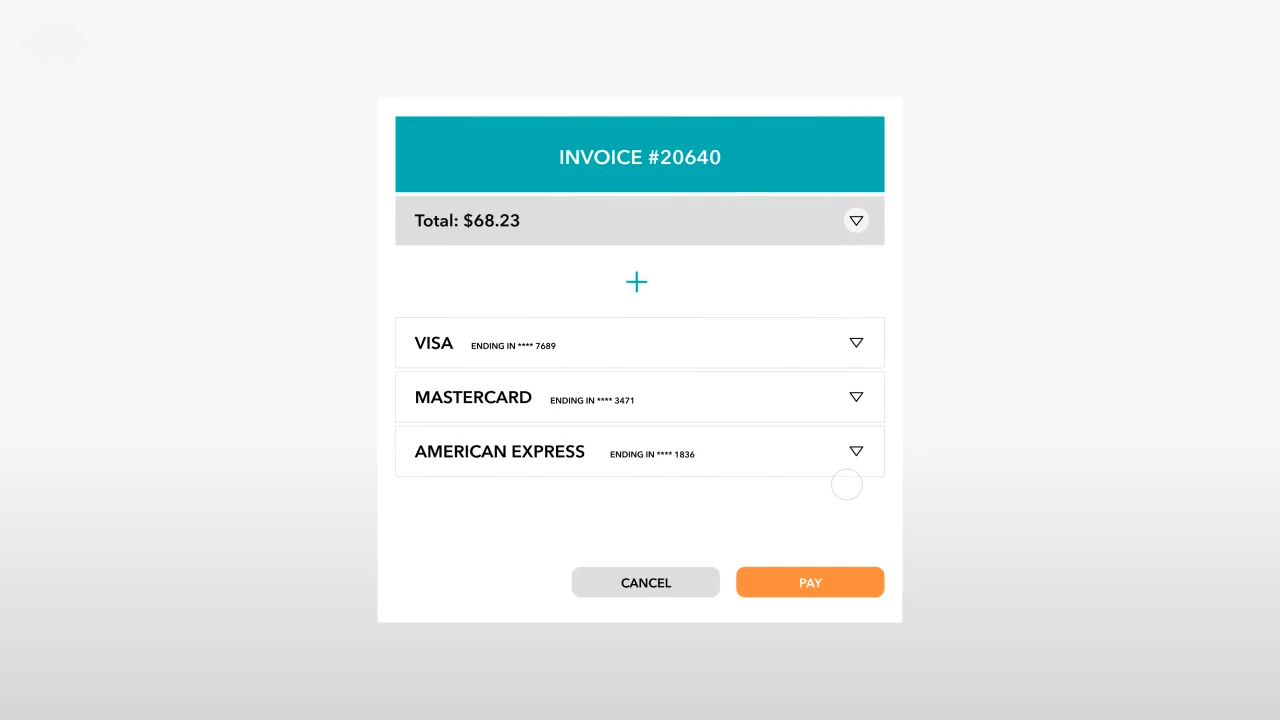 INVOICE #20640
Total: $68.23
VISA ENDING IN **** 7689
MASTERCARD ENDING IN **** 3471
AMERICAN EXPRESS ENDING IN **** 1836
CANCEL PAY